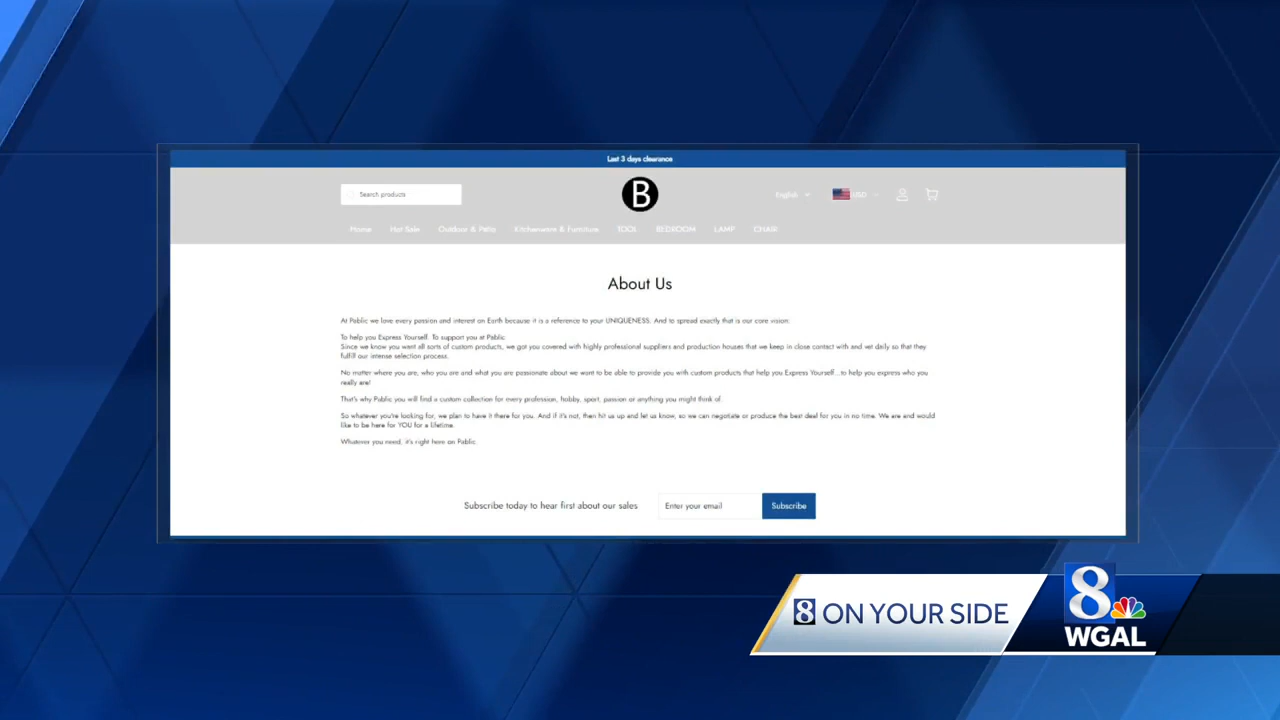 Last 3 days clearance
Search products
B
English
USD
Home Hot Sale Outdoor & Patio Kitchenware & Furniture TOOL BEDROOM LAMP CHAIR
About Us
At Pablic we love every passion and interest on Earth because it is a reference to your UNIQUENESS. And to spread exactly that is our core vision:
To help you Express Yourself. To support you at Pablic
Since we know you want all sorts of custom products, we got you covered with highly professional suppliers and production houses that we keep in close contact with and vet daily so that they
fulfill our intense selection process.
No matter where you are, who you are and what you are passionate about we want to be able to provide you with custom products that help you Express Yourself...to help you express who you
really are!
That's why Pablic you will find a custom collection for every profession, hobby, sport, passion or anything you might think of.
So whatever you're looking for, we plan to have it there for you. And if it's not, then hit us up and let us know, so we can negotiate or produce the best deal for you in no time. We are and would
like to be here for YOU for a lifetime.
Whatever you need, it's right here on Pablic.
Subscribe today to hear first about our sales
Enter your email
Subscribe
8 ON YOUR SIDE
8
WGAL